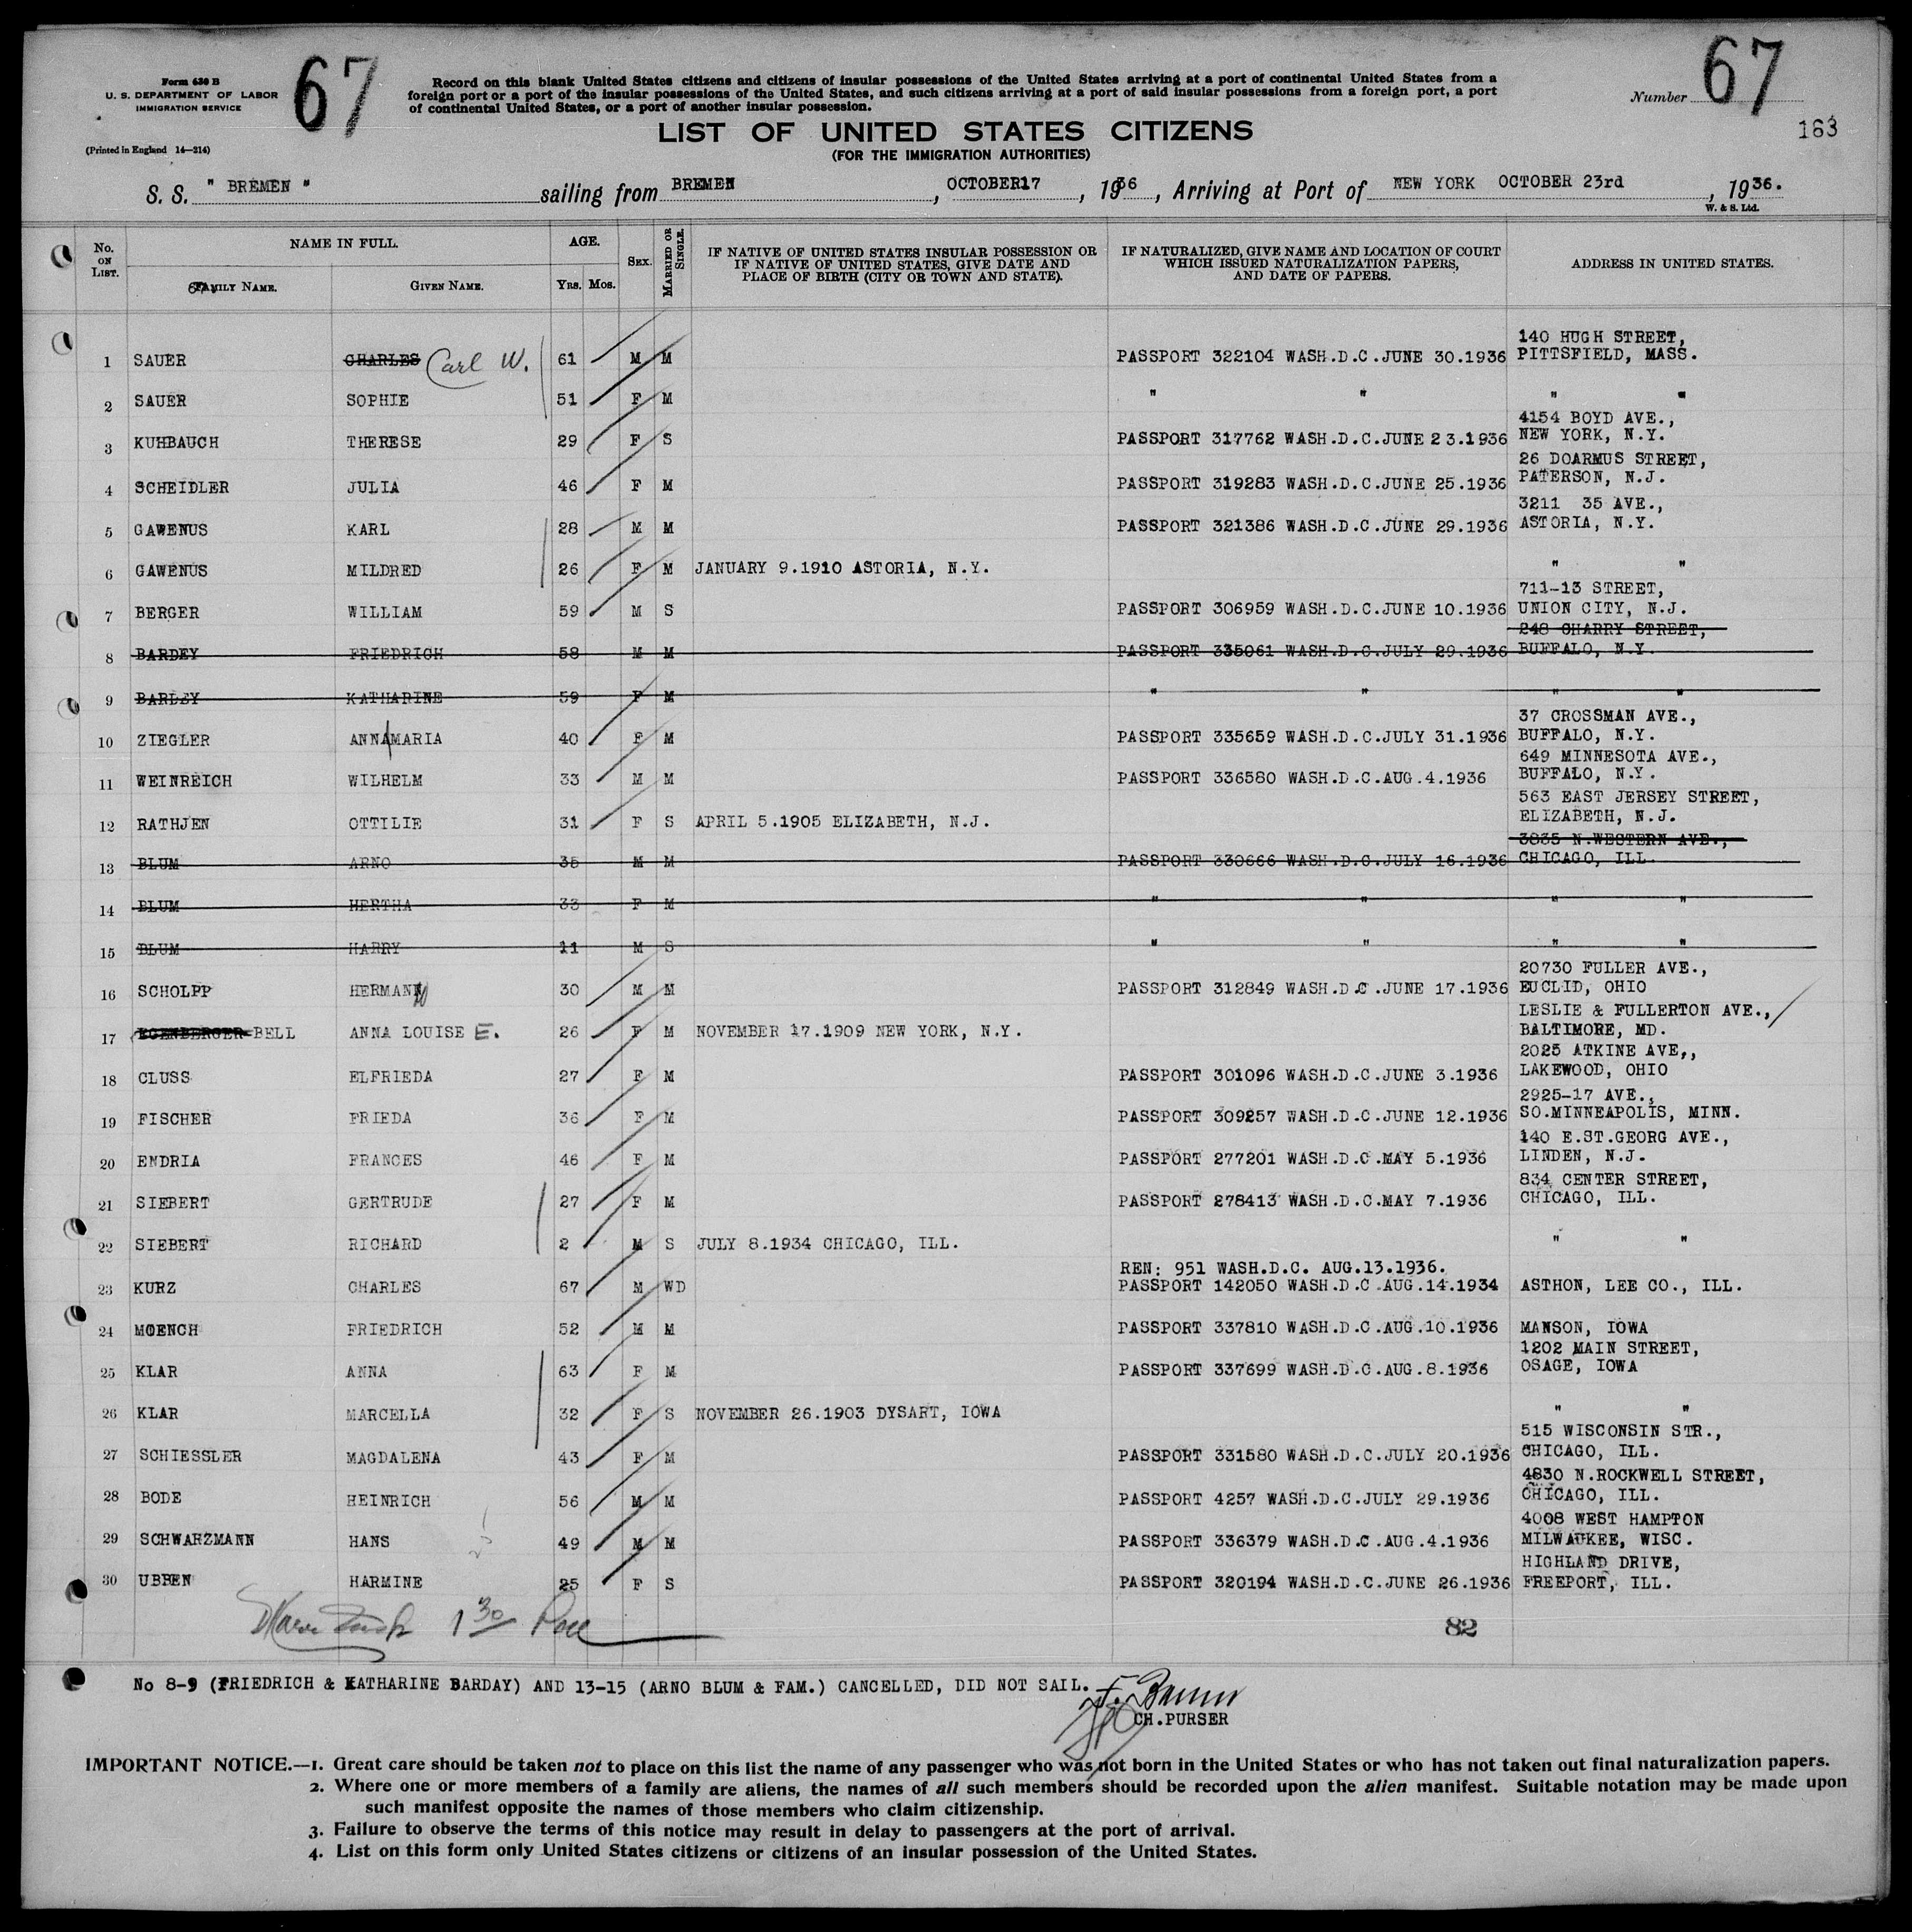 Form 630 B
U. S. DEPARTMENT OF LABOR
IMMIGRATION SERVICE
(Printed in England 14—214)
67
Record on this blank United States citizens and citizens of insular possessions of the United States arriving at a port of continental United States from a
foreign port or a port of the insular possessions of the United States, and such citizens arriving at a port of said insular possessions from a foreign port, a port
of continental United States, or a port of another insular possession.
Number 67
163
LIST OF UNITED STATES CITIZENS
(FOR THE IMMIGRATION AUTHORITIES)
S. S. " BREMEN " sailing from BREMEN, OCTOBER17, 1936, Arriving at Port of NEW YORK OCTOBER 23rd, 1936.
W. & S. Ltd.
No. ON LIST. NAME IN FULL. FAMILY NAME. GIVEN NAME. AGE. YRS. MOS. SEX. MARRIED OR SINGLE. IF NATIVE OF UNITED STATES INSULAR POSSESSION OR IF NATIVE OF UNITED STATES, GIVE DATE AND PLACE OF BIRTH (CITY OR TOWN AND STATE). IF NATURALIZED, GIVE NAME AND LOCATION OF COURT WHICH ISSUED NATURALIZATION PAPERS, AND DATE OF PAPERS. ADDRESS IN UNITED STATES.
140 HUGH STREET,
1 SAUER CHARLES Carl W. 61 M M PASSPORT 322104 WASH.D.C.JUNE 30.1936 PITTSFIELD, MASS.
2 SAUER SOPHIE 51 F M " " " "
4154 BOYD AVE.,
3 KUHBAUCH THERESE 29 F S PASSPORT 317762 WASH.D.C.JUNE 23.1936 NEW YORK, N.Y.
26 DOARMUS STREET,
4 SCHEIDLER JULIA 46 F M PASSPORT 319283 WASH.D.C.JUNE 25.1936 PATERSON, N.J.
3211 35 AVE.,
5 GAWENUS KARL 28 M M PASSPORT 321386 WASH.D.C.JUNE 29.1936 ASTORIA, N.Y.
6 GAWENUS MILDRED 26 F M JANUARY 9.1910 ASTORIA, N.Y. " "
711-13 STREET,
7 BERGER WILLIAM 59 M S PASSPORT 306959 WASH.D.C.JUNE 10.1936 UNION CITY, N.J.
248 CHARRY STREET,
8 BARDEY FRIEDRICH 58 M M PASSPORT 335061 WASH.D.C.JULY 29.1936 BUFFALO, N.Y.
9 BARDEY KATHARINE 59 F M " " " "
37 CROSSMAN AVE.,
10 ZIEGLER ANNAMARIA 40 F M PASSPORT 335659 WASH.D.C.JULY 31.1936 BUFFALO, N.Y.
649 MINNESOTA AVE.,
11 WEINREICH WILHELM 33 M M PASSPORT 336580 WASH.D.C.AUG.4.1936 BUFFALO, N.Y.
563 EAST JERSEY STREET,
12 RATHJEN OTTILIE 31 F S APRIL 5.1905 ELIZABETH, N.J. ELIZABETH, N.J.
3835 N.WESTERN AVE.,
13 BLUM ARNO 35 M M PASSPORT 330666 WASH.D.C.JULY 16.1936 CHICAGO, ILL.
14 BLUM HERTHA 33 F M " " " "
15 BLUM HARRY 11 M S " " " "
20730 FULLER AVE.,
16 SCHOLPP HERMANN 30 M M PASSPORT 312849 WASH.D.C.JUNE 17.1936 EUCLID, OHIO
LESLIE & FULLERTON AVE.,
17 EGENBERGER BELL ANNA LOUISE E. 26 F M NOVEMBER 17.1909 NEW YORK, N.Y. BALTIMORE, MD.
2025 ATKINE AVE,,
18 CLUSS ELFRIEDA 27 F M PASSPORT 301096 WASH.D.C.JUNE 3.1936 LAKEWOOD, OHIO
2925-17 AVE.,
19 FISCHER FRIEDA 36 F M PASSPORT 309257 WASH.D.C.JUNE 12.1936 SO.MINNEAPOLIS, MINN.
140 E.ST.GEORG AVE.,
20 ENDRIA FRANCES 46 F M PASSPORT 277201 WASH.D.C.MAY 5.1936 LINDEN, N.J.
834 CENTER STREET,
21 SIEBERT GERTRUDE 27 F M PASSPORT 278413 WASH.D.C.MAY 7.1936 CHICAGO, ILL.
22 SIEBERT RICHARD 2 M S JULY 8.1934 CHICAGO, ILL. " "
REN: 951 WASH.D.C. AUG.13.1936.
23 KURZ CHARLES 67 M WD PASSPORT 142050 WASH.D.C.AUG.14.1934 ASTHON, LEE CO., ILL.
24 MOENCH FRIEDRICH 52 M M PASSPORT 337810 WASH.D.C.AUG.10.1936 MANSON, IOWA
1202 MAIN STREET,
25 KLAR ANNA 63 F M PASSPORT 337699 WASH.D.C.AUG.8.1936 OSAGE, IOWA
26 KLAR MARCELLA 32 F S NOVEMBER 26.1903 DYSART, IOWA " "
515 WISCONSIN STR.,
27 SCHIESSLER MAGDALENA 43 F M PASSPORT 331580 WASH.D.C.JULY 20.1936 CHICAGO, ILL.
4830 N.ROCKWELL STREET,
28 BODE HEINRICH 56 M M PASSPORT 4257 WASH.D.C.JULY 29.1936 CHICAGO, ILL.
4008 WEST HAMPTON
29 SCHWARZMANN HANS 49 M M PASSPORT 336379 WASH.D.C.AUG.4.1936 MILWAUKEE, WISC.
HIGHLAND DRIVE,
30 UBBEN HARMINE 25 F S PASSPORT 320194 WASH.D.C.JUNE 26.1936 FREEPORT, ILL.
1 30
82
No 8-9 (FRIEDRICH & KATHARINE BARDAY) AND 13-15 (ARNO BLUM & FAM.) CANCELLED, DID NOT SAIL.
CH.PURSER
IMPORTANT NOTICE.—1. Great care should be taken not to place on this list the name of any passenger who was not born in the United States or who has not taken out final naturalization papers.
2. Where one or more members of a family are aliens, the names of all such members should be recorded upon the alien manifest. Suitable notation may be made upon
such manifest opposite the names of those members who claim citizenship.
3. Failure to observe the terms of this notice may result in delay to passengers at the port of arrival.
4. List on this form only United States citizens or citizens of an insular possession of the United States.